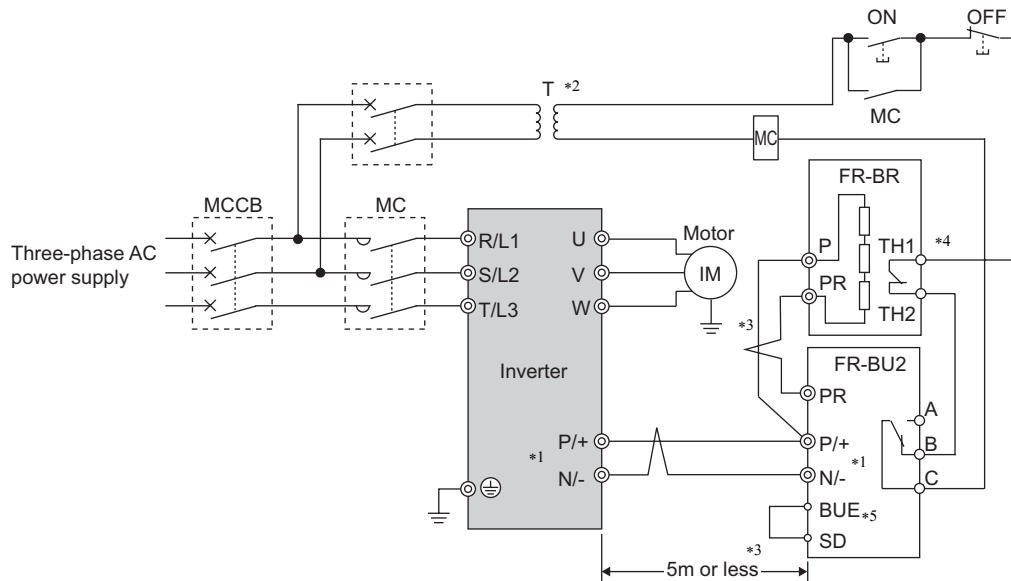 ON
OFF
T *2
MC
MC
FR-BR
MCCB
MC
Three-phase AC
power supply
R/L1
S/L2
T/L3
U
V
W
Motor
IM
P
PR
TH1
TH2
*4
*3
FR-BU2
Inverter
PR
P/+
N/-
*1
P/+
N/-
*1
A
B
C
BUE
*5
SD
*3
5m or less